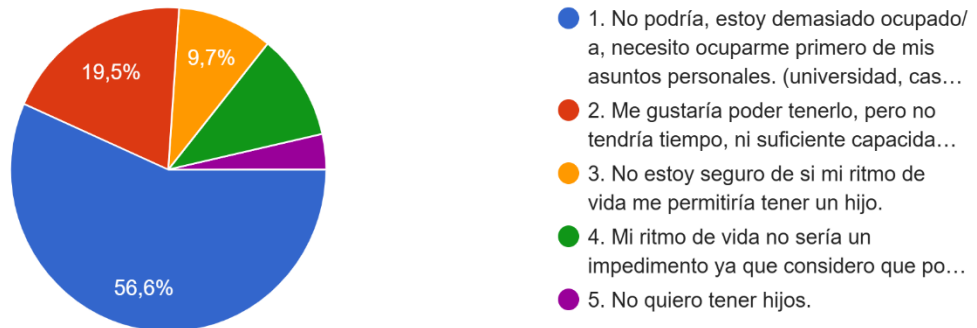 9,7%
19,5%
56,6%
1. No podría, estoy demasiado ocupado/
a, necesito ocuparme primero de mis
asuntos personales. (universidad, cas…
2. Me gustaría poder tenerlo, pero no
tendría tiempo, ni suficiente capacida…
3. No estoy seguro de si mi ritmo de
vida me permitiría tener un hijo.
4. Mi ritmo de vida no sería un
impedimento ya que considero que po…
5. No quiero tener hijos.